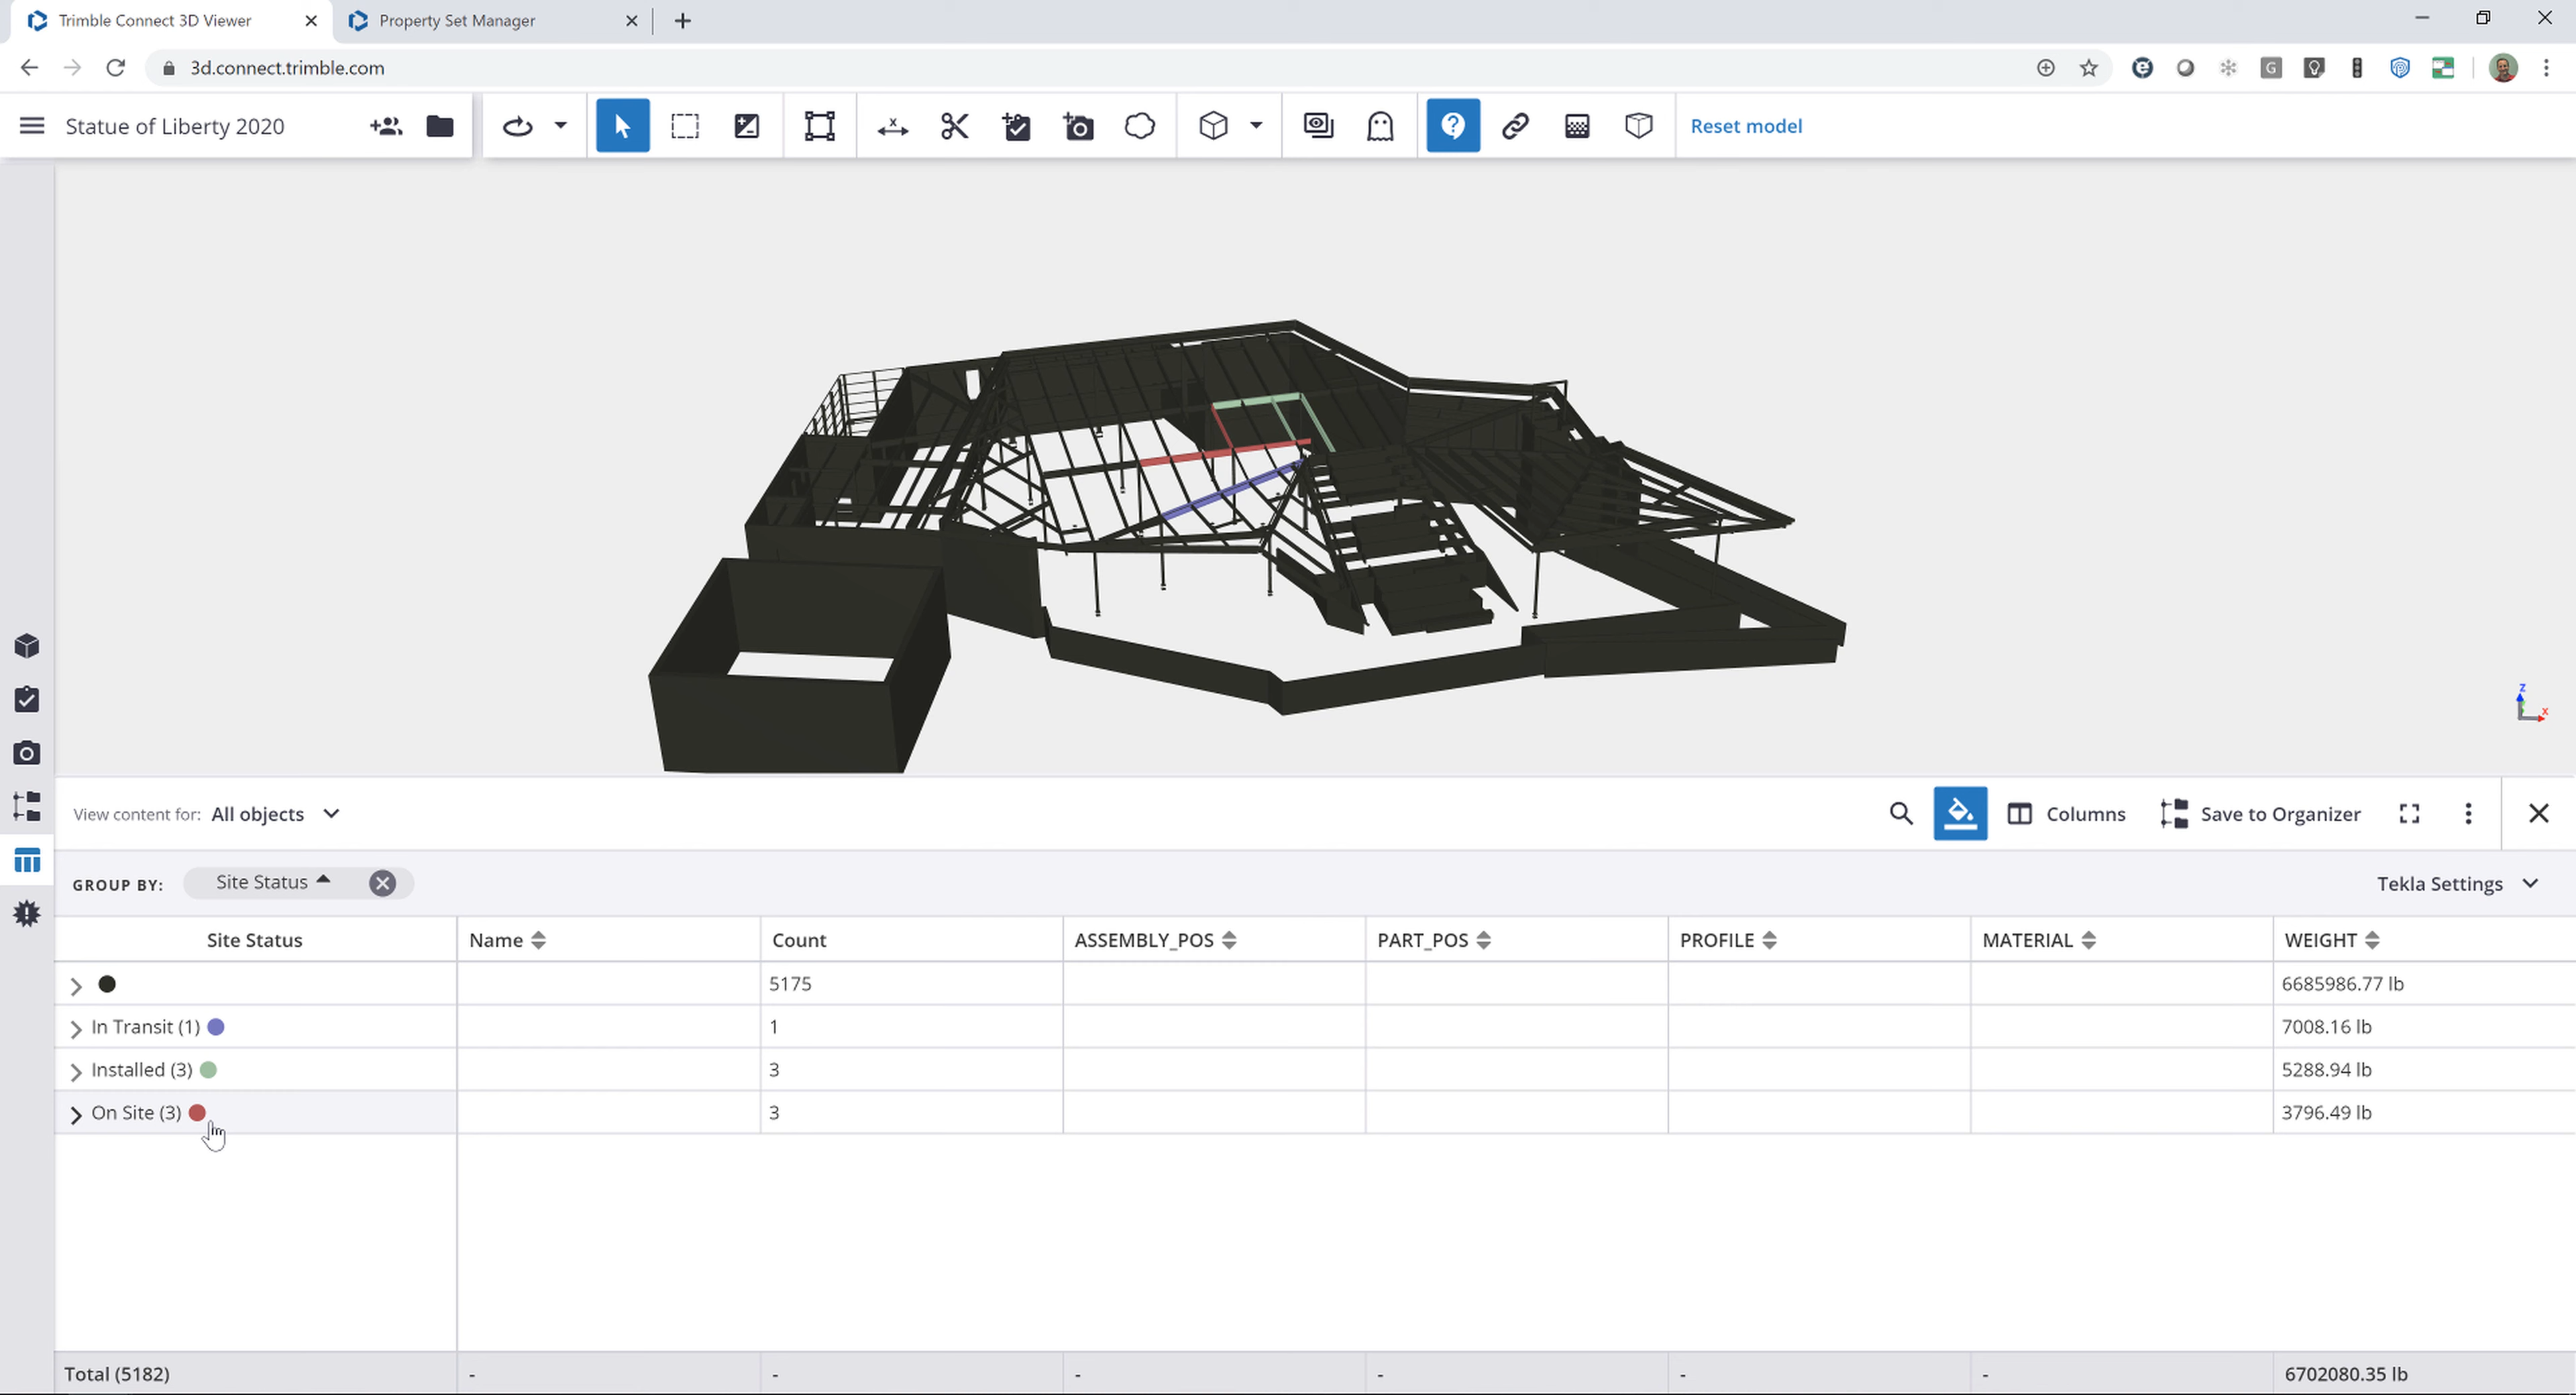 Trimble Connect 3D Viewer
Property Set Manager
3d.connect.trimble.com
G
Statue of Liberty 2020
x
Reset model
z
x
View content for: All objects
Columns
Save to Organizer
GROUP BY: Site Status
Tekla Settings
Site Status Name Count ASSEMBLY_POS PART_POS PROFILE MATERIAL WEIGHT
5175 6685986.77 lb
In Transit (1) 1 7008.16 lb
Installed (3) 3 5288.94 lb
On Site (3) 3 3796.49 lb
Total (5182) - - - - - - 6702080.35 lb